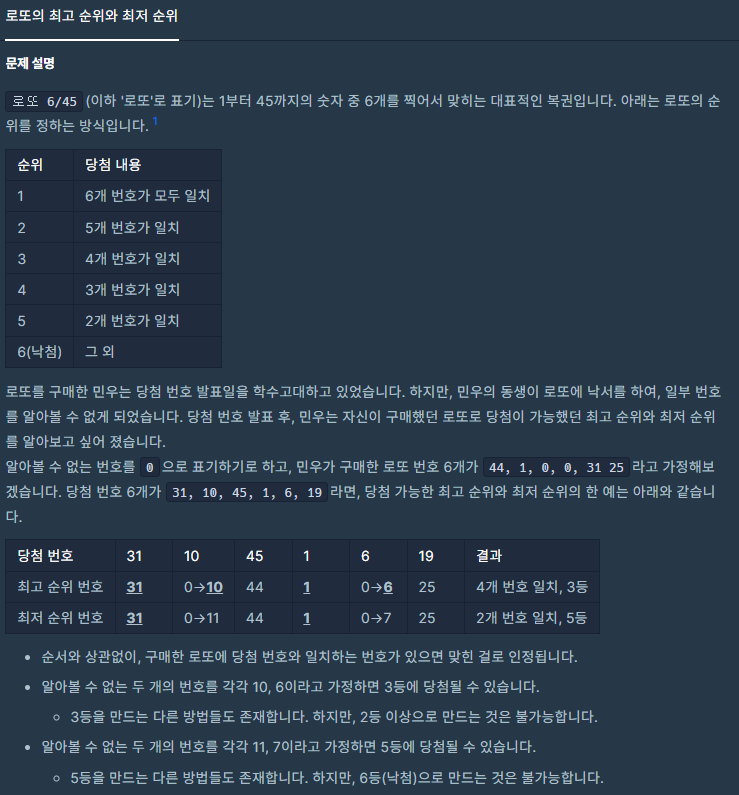 로또의 최고 순위와 최저 순위
문제 설명
로또 6/45 (이하 '로또'로 표기)는 1부터 45까지의 숫자 중 6개를 찍어서 맞히는 대표적인 복권입니다. 아래는 로또의 순
위를 정하는 방식입니다. 1
순위 당첨 내용
1 6개 번호가 모두 일치
2 5개 번호가 일치
3 4개 번호가 일치
4 3개 번호가 일치
5 2개 번호가 일치
6(낙첨) 그 외
로또를 구매한 민우는 당첨 번호 발표일을 학수고대하고 있었습니다. 하지만, 민우의 동생이 로또에 낙서를 하여, 일부 번호
를 알아볼 수 없게 되었습니다. 당첨 번호 발표 후, 민우는 자신이 구매했던 로또로 당첨이 가능했던 최고 순위와 최저 순위
를 알아보고 싶어 졌습니다.
알아볼 수 없는 번호를 0 으로 표기하기로 하고, 민우가 구매한 로또 번호 6개가 44, 1, 0, 0, 31 25 라고 가정해보
겠습니다. 당첨 번호 6개가 31, 10, 45, 1, 6, 19 라면, 당첨 가능한 최고 순위와 최저 순위의 한 예는 아래와 같습니
다.
당첨 번호 31 10 45 1 6 19 결과
최고 순위 번호 31 0→10 44 1 0→6 25 4개 번호 일치, 3등
최저 순위 번호 31 0→11 44 1 0→7 25 2개 번호 일치, 5등
• 순서와 상관없이, 구매한 로또에 당첨 번호와 일치하는 번호가 있으면 맞힌 걸로 인정됩니다.
• 알아볼 수 없는 두 개의 번호를 각각 10, 6이라고 가정하면 3등에 당첨될 수 있습니다.
◦ 3등을 만드는 다른 방법들도 존재합니다. 하지만, 2등 이상으로 만드는 것은 불가능합니다.
• 알아볼 수 없는 두 개의 번호를 각각 11, 7이라고 가정하면 5등에 당첨될 수 있습니다.
◦ 5등을 만드는 다른 방법들도 존재합니다. 하지만, 6등(낙첨)으로 만드는 것은 불가능합니다.